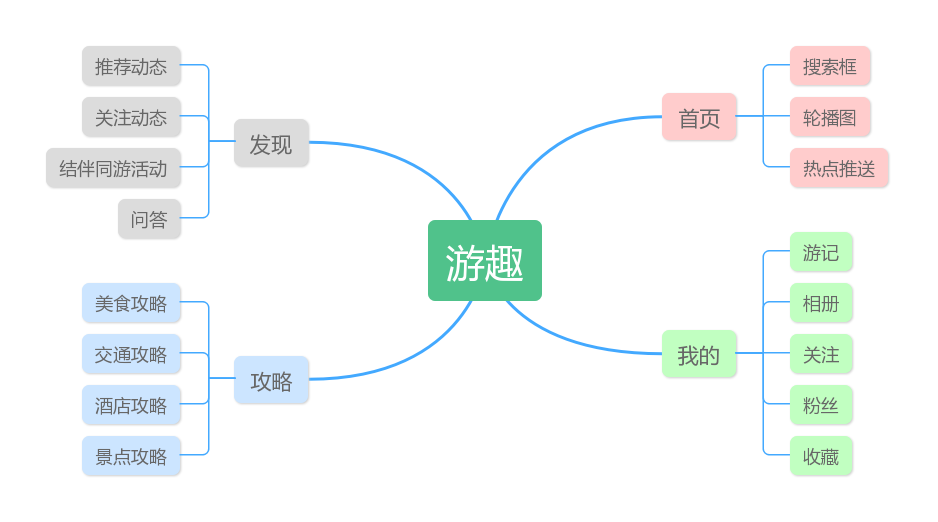 游趣
首页
搜索框
轮播图
热点推送
我的
游记
相册
关注
粉丝
收藏
发现
推荐动态
关注动态
结伴同游活动
问答
攻略
美食攻略
交通攻略
酒店攻略
景点攻略